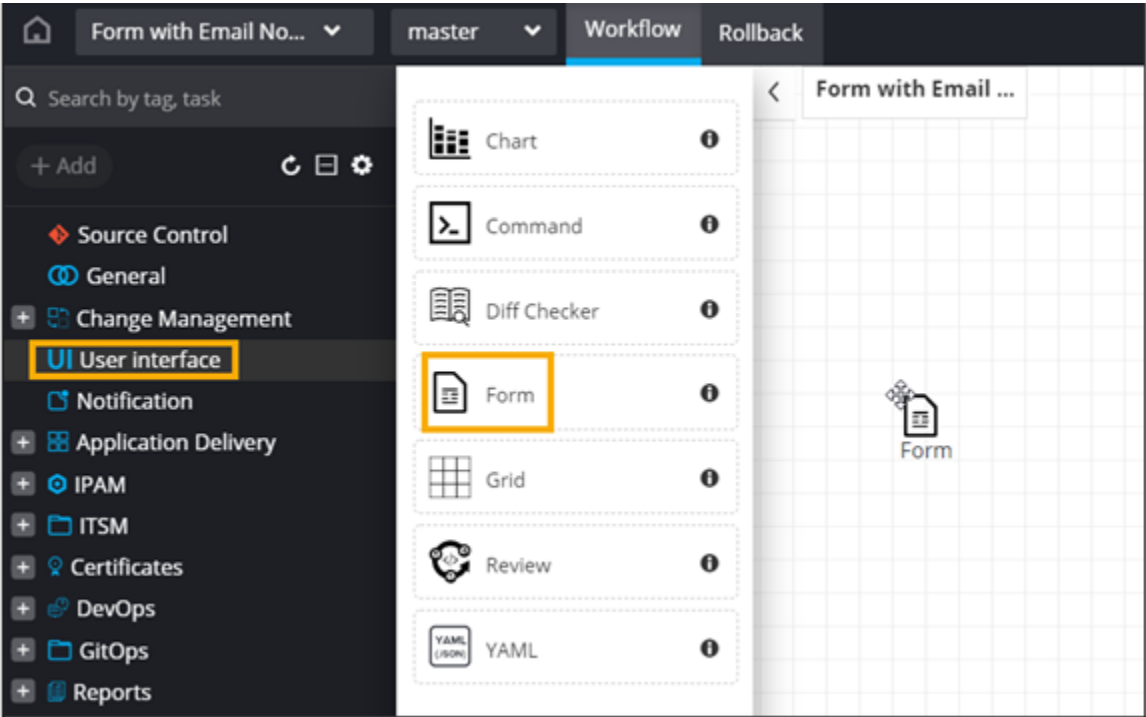 Form with Email No...
master
Workflow
Rollback
Search by tag, task
+ Add
Source Control
General
Change Management
UI User interface
Notification
Application Delivery
IPAM
ITSM
Certificates
DevOps
GitOps
Reports
Chart
Command
Diff Checker
Form
Grid
Review
YAML
(JSON)
YAML
Form with Email ...
Form